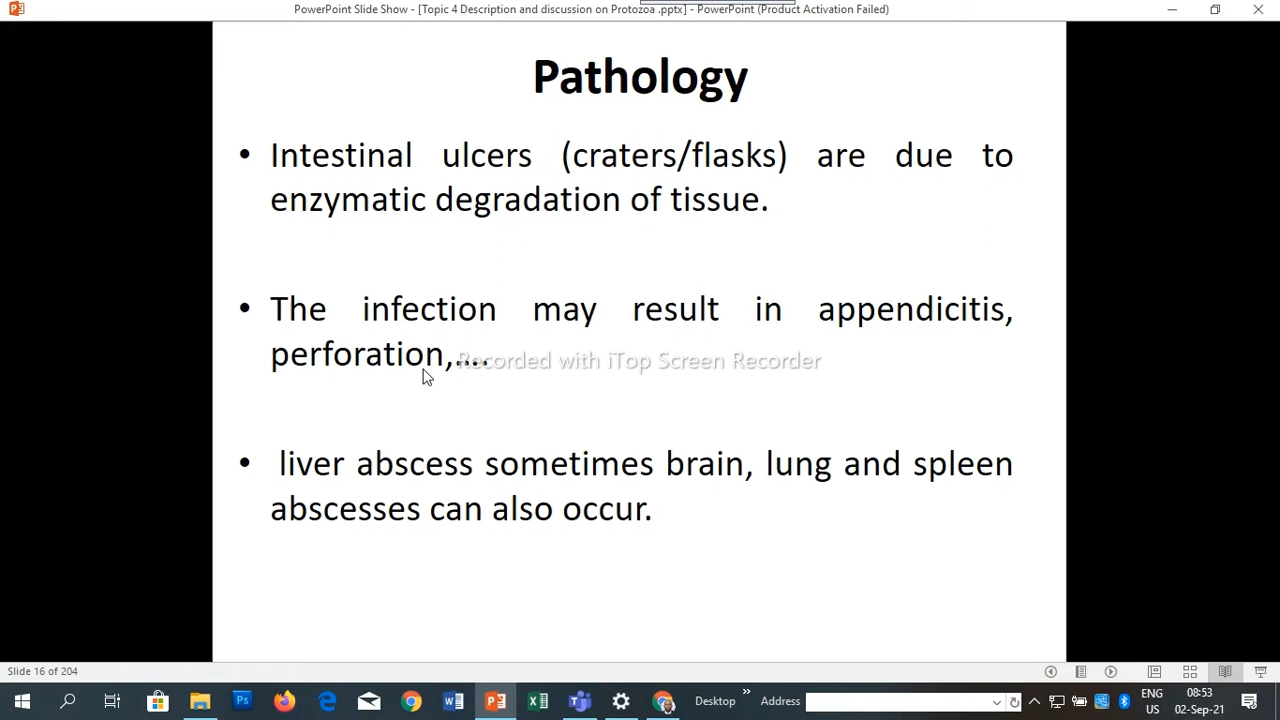 PowerPoint Slide Show - [Topic 4 Description and discussion on Protozoa .pptx] - PowerPoint (Product Activation Failed)
Pathology
• Intestinal ulcers (craters/flasks) are due to
enzymatic degradation of tissue.
• The infection may result in appendicitis,
perforation,....
Recorded with iTop Screen Recorder
• liver abscess sometimes brain, lung and spleen
abscesses can also occur.
Slide 16 of 204
Desktop
Address
ENG
US
08:53
02-Sep-21